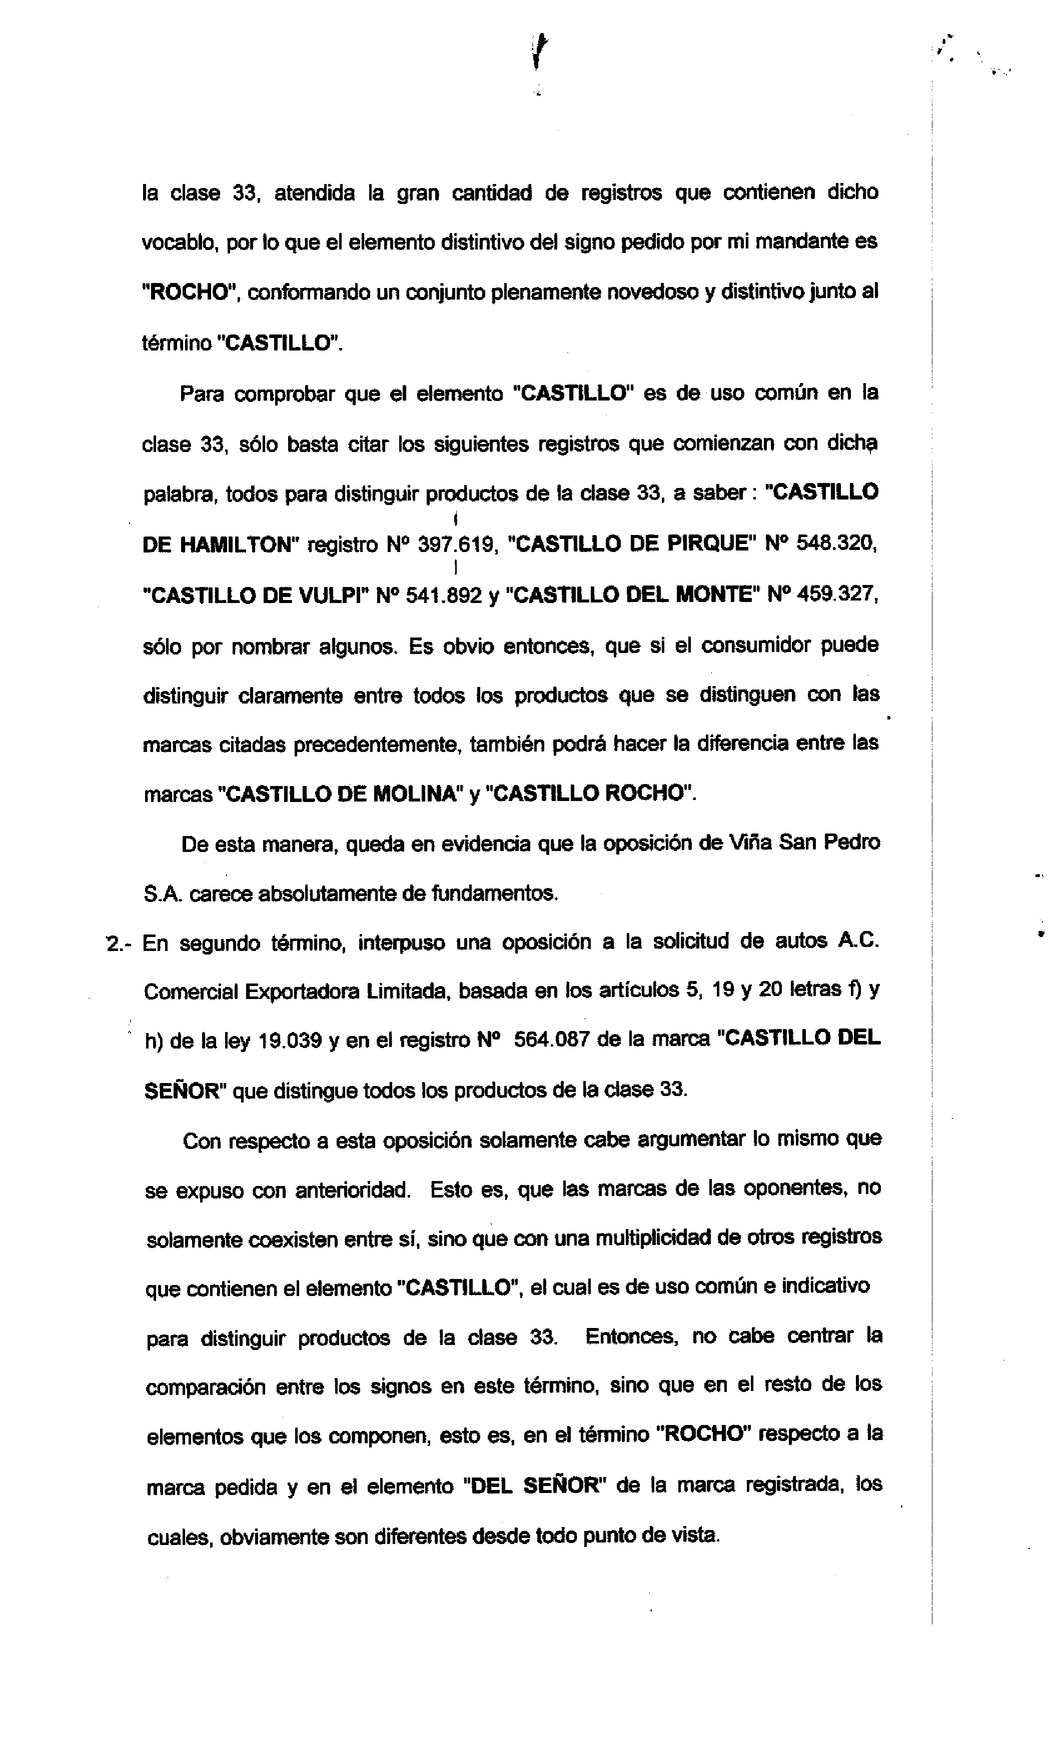 la clase 33, atendida la gran cantidad de registros que contienen dicho
vocablo, por lo que el elemento distintivo del signo pedido por mi mandante es
"ROCHO", conformando un conjunto plenamente novedoso y distintivo junto al
término "CASTILLO".
Para comprobar que el elemento "CASTILLO" es de uso común en la
clase 33, sólo basta citar los siguientes registros que comienzan con dicha
palabra, todos para distinguir productos de la clase 33, a saber : "CASTILLO
DE HAMILTON" registro Nº 397.619, "CASTILLO DE PIRQUE" Nº 548.320,
"CASTILLO DE VULPI" Nº 541.892 y "CASTILLO DEL MONTE" Nº 459.327,
sólo por nombrar algunos. Es obvio entonces, que si el consumidor puede
distinguir claramente entre todos los productos que se distinguen con las
marcas citadas precedentemente, también podrá hacer la diferencia entre las
marcas "CASTILLO DE MOLINA" y "CASTILLO ROCHO".
De esta manera, queda en evidencia que la oposición de Viña San Pedro
S.A. carece absolutamente de fundamentos.
2.- En segundo término, interpuso una oposición a la solicitud de autos A.C.
Comercial Exportadora Limitada, basada en los artículos 5, 19 y 20 letras f) y
h) de la ley 19.039 y en el registro Nº 564.087 de la marca "CASTILLO DEL
SEÑOR" que distingue todos los productos de la clase 33.
Con respecto a esta oposición solamente cabe argumentar lo mismo que
se expuso con anterioridad. Esto es, que las marcas de las oponentes, no
solamente coexisten entre sí, sino que con una multiplicidad de otros registros
que contienen el elemento "CASTILLO", el cual es de uso común e indicativo
para distinguir productos de la clase 33. Entonces, no cabe centrar la
comparación entre los signos en este término, sino que en el resto de los
elementos que los componen, esto es, en el término "ROCHO" respecto a la
marca pedida y en el elemento "DEL SEÑOR" de la marca registrada, los
cuales, obviamente son diferentes desde todo punto de vista.